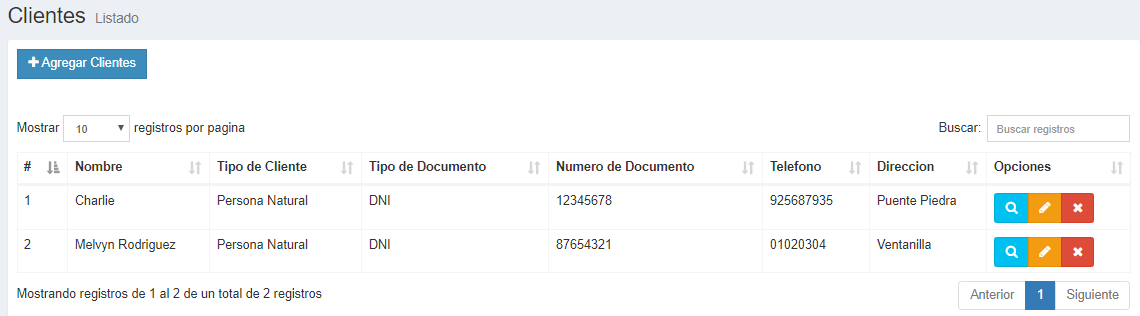 Clientes Listado
Agregar Clientes
Mostrar 10 registros por pagina Buscar: Buscar registros
# Nombre Tipo de Cliente Tipo de Documento Numero de Documento Telefono Direccion Opciones
1 Charlie Persona Natural DNI 12345678 925687935 Puente Piedra
2 Melvyn Rodriguez Persona Natural DNI 87654321 01020304 Ventanilla
Mostrando registros de 1 al 2 de un total de 2 registros Anterior 1 Siguiente